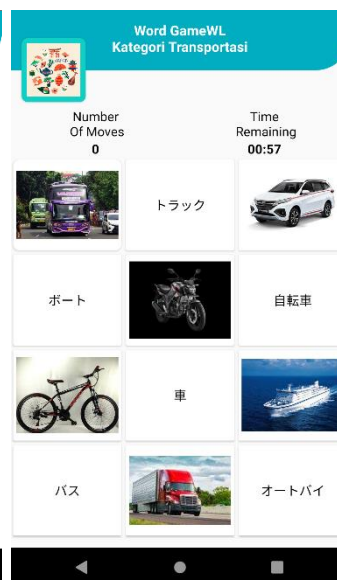 Word GameWL
Kategori Transportasi
Number
Of Moves
0
Time
Remaining
00:57
トラック
ボート
自転車
車
バス
オートバイ